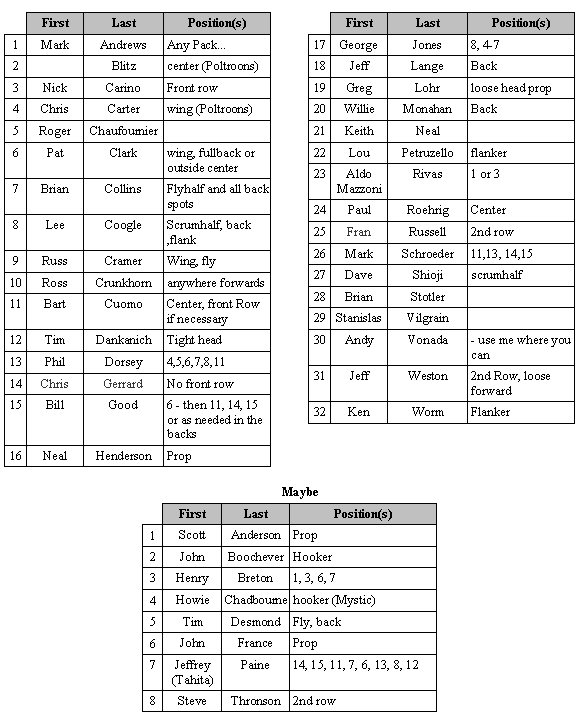 First Last Position(s)
1 Mark Andrews Any Pack...
2 Blitz center (Poltroons)
3 Nick Carino Front row
4 Chris Carter wing (Poltroons)
5 Roger Chaufournier
6 Pat Clark wing, fullback or
outside center
7 Brian Collins Flyhalf and all back
spots
8 Lee Coogle Scrumhalf, back
,flank
9 Russ Cramer Wing, fly
10 Ross Crunkhorn anywhere forwards
11 Bart Cuomo Center, front Row
if necessary
12 Tim Dankanich Tight head
13 Phil Dorsey 4,5,6,7,8,11
14 Chris Gerrard No front row
15 Bill Good 6 - then 11, 14, 15
or as needed in the
backs
16 Neal Henderson Prop
First Last Position(s)
17 George Jones 8, 4-7
18 Jeff Lange Back
19 Greg Lohr loose head prop
20 Willie Monahan Back
21 Keith Neal
22 Lou Petruzello flanker
23 Aldo Rivas 1 or 3
Mazzoni
24 Paul Roehrig Center
25 Fran Russell 2nd row
26 Mark Schroeder 11,13, 14,15
27 Dave Shioji scrumhalf
28 Brian Stotler
29 Stanislas Vilgrain
30 Andy Vonada - use me where you
can
31 Jeff Weston 2nd Row, loose
forward
32 Ken Worm Flanker
Maybe
First Last Position(s)
1 Scott Anderson Prop
2 John Boochever Hooker
3 Henry Breton 1, 3, 6, 7
4 Howie Chadbourne hooker (Mystic)
5 Tim Desmond Fly, back
6 John France Prop
7 Jeffrey Paine 14, 15, 11, 7, 6, 13, 8, 12
(Tahita)
8 Steve Thronson 2nd row